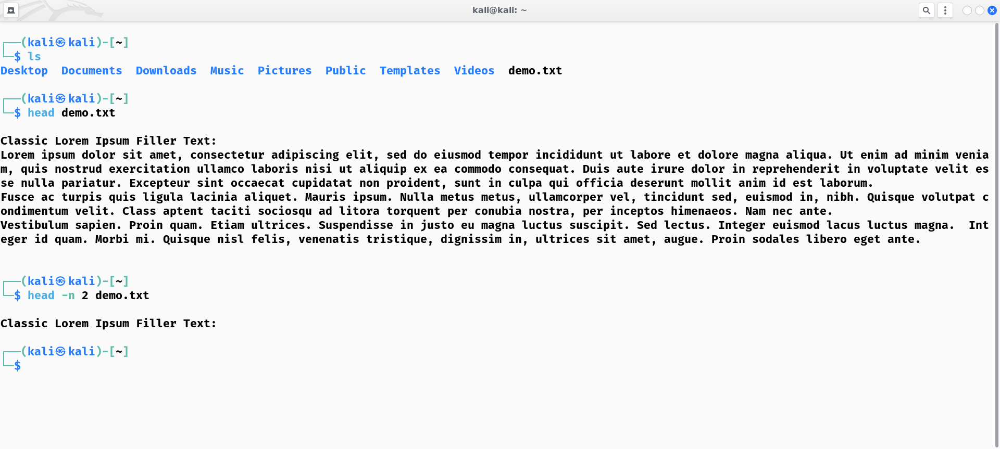 kali@kali: ~
┌──(kali㉿kali)-[~]
└─$ ls
Desktop  Documents  Downloads  Music  Pictures  Public  Templates  Videos  demo.txt
┌──(kali㉿kali)-[~]
└─$ head demo.txt
Classic Lorem Ipsum Filler Text:
Lorem ipsum dolor sit amet, consectetur adipiscing elit, sed do eiusmod tempor incididunt ut labore et dolore magna aliqua. Ut enim ad minim venia
m, quis nostrud exercitation ullamco laboris nisi ut aliquip ex ea commodo consequat. Duis aute irure dolor in reprehenderit in voluptate velit es
se nulla pariatur. Excepteur sint occaecat cupidatat non proident, sunt in culpa qui officia deserunt mollit anim id est laborum.
Fusce ac turpis quis ligula lacinia aliquet. Mauris ipsum. Nulla metus metus, ullamcorper vel, tincidunt sed, euismod in, nibh. Quisque volutpat c
ondimentum velit. Class aptent taciti sociosqu ad litora torquent per conubia nostra, per inceptos himenaeos. Nam nec ante.
Vestibulum sapien. Proin quam. Etiam ultrices. Suspendisse in justo eu magna luctus suscipit. Sed lectus. Integer euismod lacus luctus magna.  Int
eger id quam. Morbi mi. Quisque nisl felis, venenatis tristique, dignissim in, ultrices sit amet, augue. Proin sodales libero eget ante.
┌──(kali㉿kali)-[~]
└─$ head -n 2 demo.txt
Classic Lorem Ipsum Filler Text:
┌──(kali㉿kali)-[~]
└─$